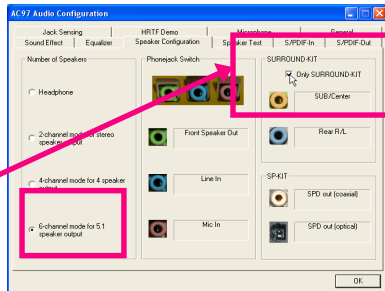 AC97 Audio Configuration
Jack Sensing
HRTF Demo
Microphone
General
Sound Effect
Equalizer
Speaker Configuration
Speaker Test
S/PDIF-In
S/PDIF-Out
Number of Speakers
Headphone
2-channel mode for stereo
speaker output
4-channel mode for 4 speaker
output
6-channel mode for 5.1
speaker output
Phonejack Switch
Front Speaker Out
Line In
Mic In
SURROUND-KIT
Only SURROUND-KIT
SUB/Center
Rear R/L
SP-KIT
SPD out (coaxial)
SPD out (optical)
OK